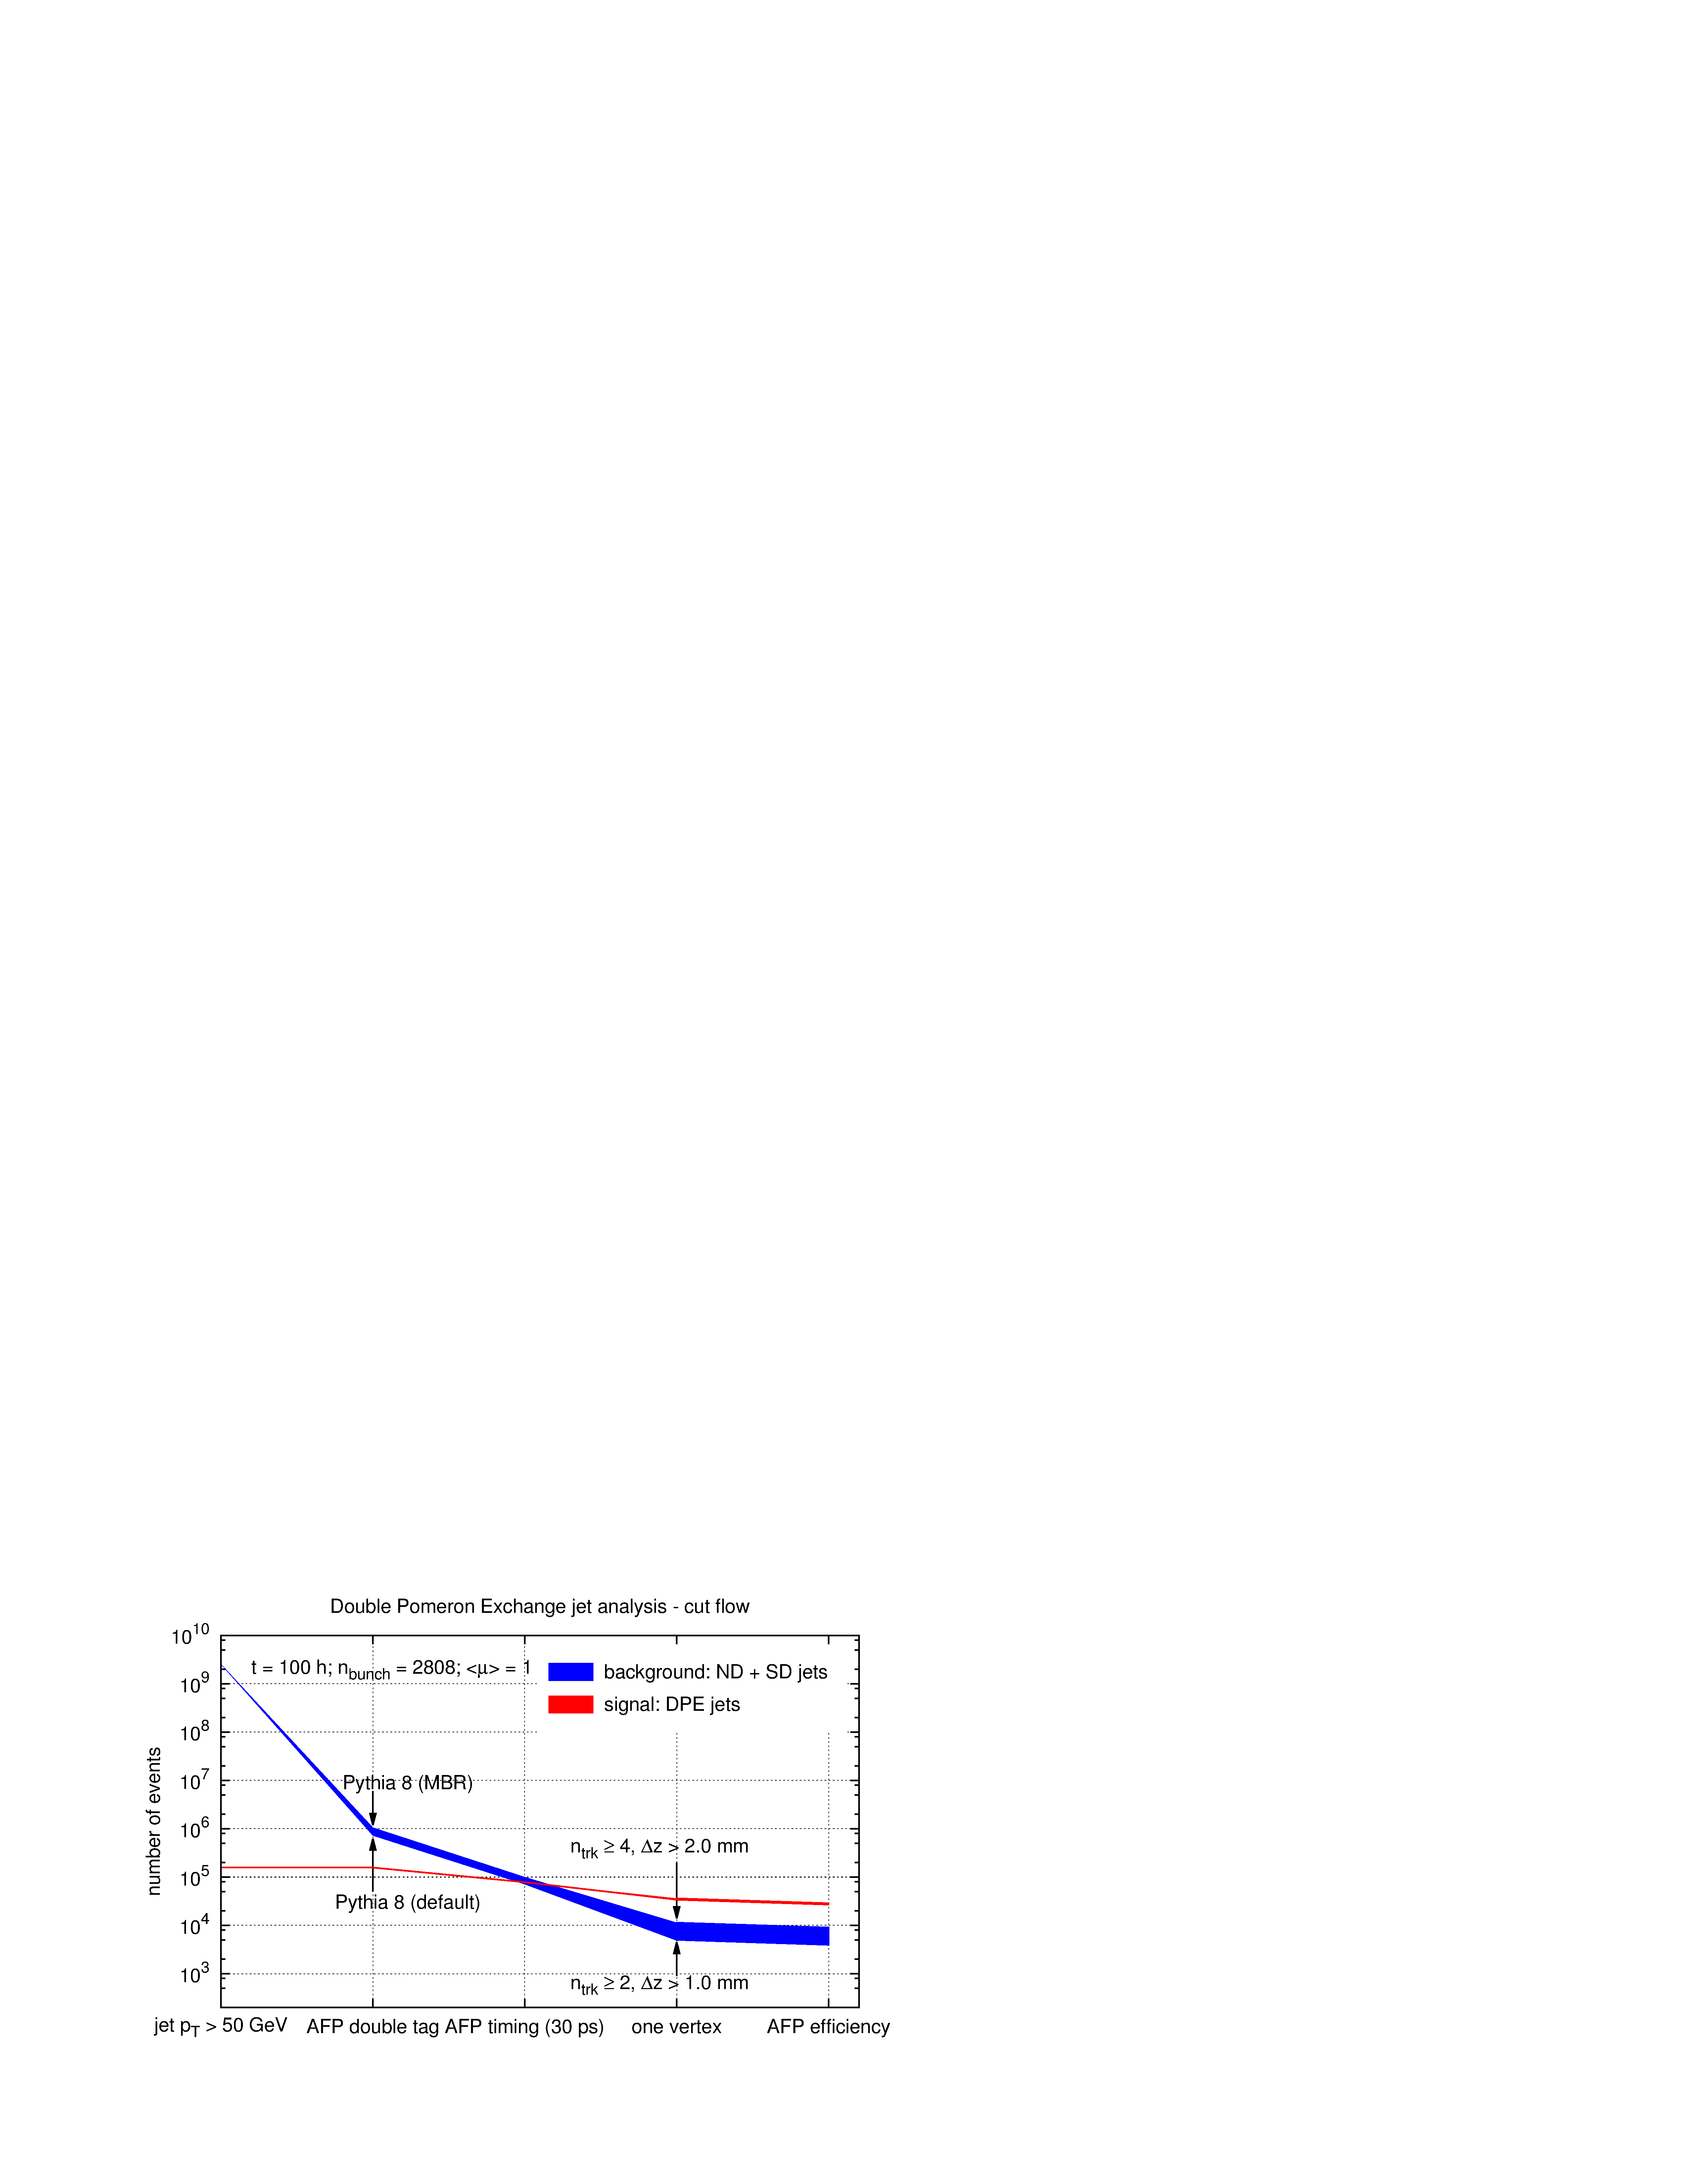 Double Pomeron Exchange jet analysis - cut flow
10^10
t = 100 h; n_bunch = 2808; <μ> = 1
background: ND + SD jets
10^9
signal: DPE jets
10^8
10^7
Pythia 8 (MBR)
10^6
n_trk ≥ 4, Δz > 2.0 mm
10^5
Pythia 8 (default)
10^4
10^3
n_trk ≥ 2, Δz > 1.0 mm
number of events
jet p_T > 50 GeV
AFP double tag
AFP timing (30 ps)
one vertex
AFP efficiency